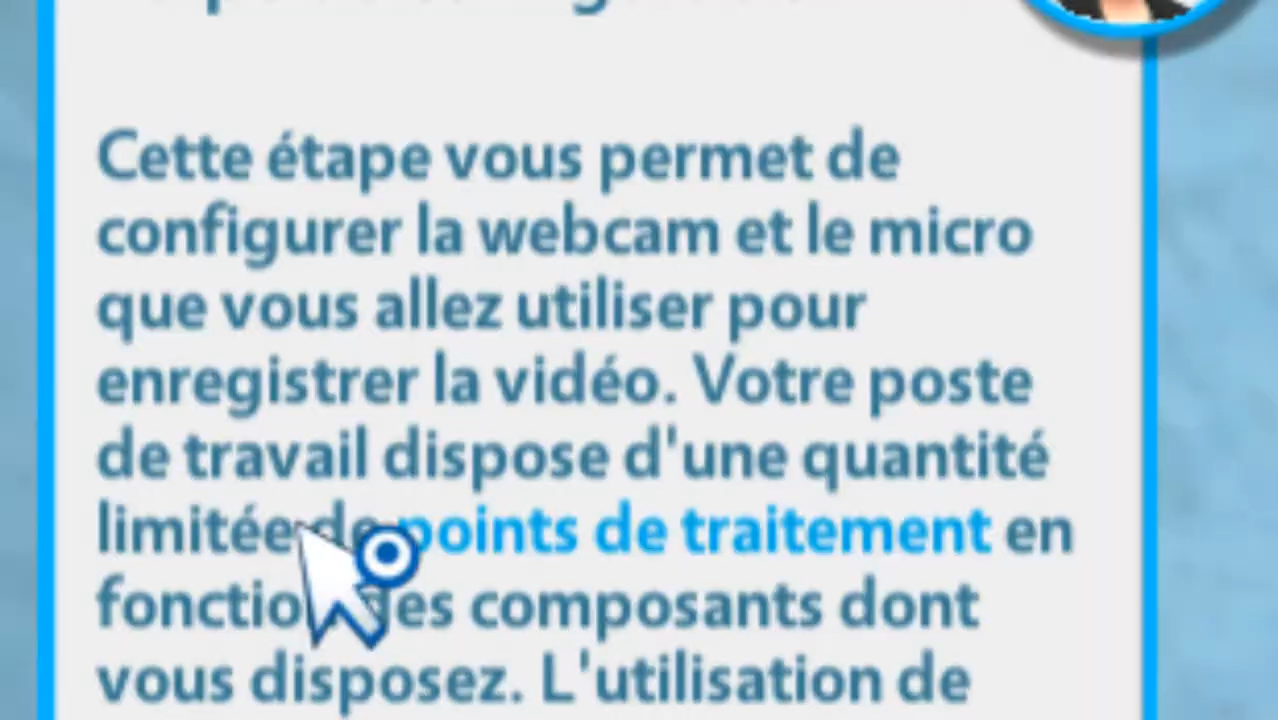 Cette étape vous permet de
configurer la webcam et le micro
que vous allez utiliser pour
enregistrer la vidéo. Votre poste
de travail dispose d'une quantité
limitée de points de traitement en
fonction des composants dont
vous disposez. L'utilisation de